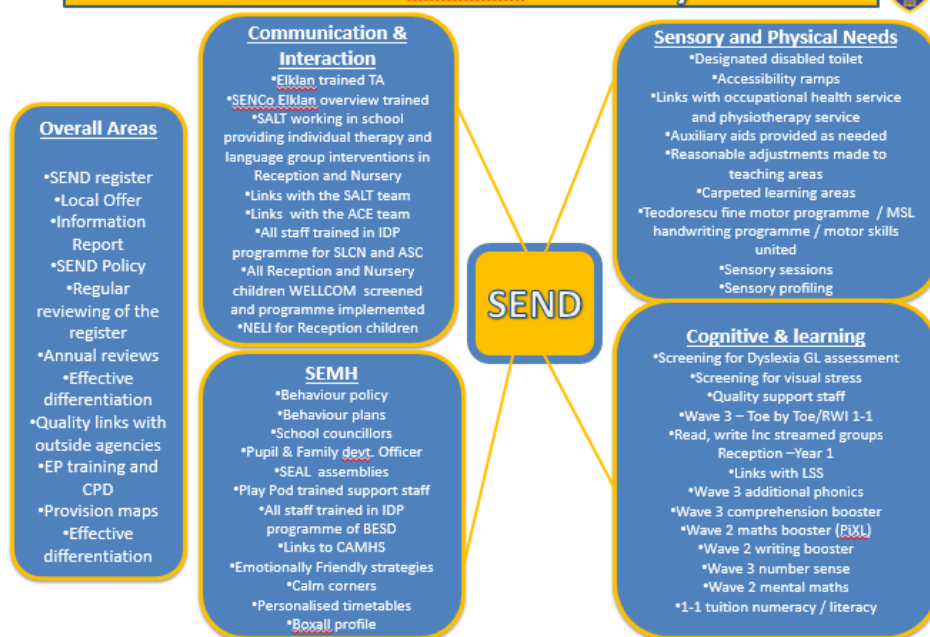 Overall Areas
•SEND register
•Local Offer
•Information
Report
•SEND Policy
•Regular
reviewing of the
register
•Annual reviews
•Effective
differentiation
•Quality links with
outside agencies
•EP training and
CPD
•Provision maps
•Effective
differentiation
Communication &
Interaction
•Elklan trained TA
•SENCo Elklan overview trained
•SALT working in school
providing individual therapy and
language group interventions in
Reception and Nursery
•Links with the SALT team
•Links with the ACE team
•All staff trained in IDP
programme for SLCN and ASC
•All Reception and Nursery
children WELLCOM screened
and programme implemented
•NELI for Reception children
SEMH
•Behaviour policy
•Behaviour plans
•School councillors
•Pupil & Family devt. Officer
•SEAL assemblies
•Play Pod trained support staff
•All staff trained in IDP
programme of BESD
•Links to CAMHS
•Emotionally Friendly strategies
•Calm corners
•Personalised timetables
•Boxall profile
SEND
Sensory and Physical Needs
•Designated disabled toilet
•Accessibility ramps
•Links with occupational health service
and physiotherapy service
•Auxiliary aids provided as needed
•Reasonable adjustments made to
teaching areas
•Carpeted learning areas
•Teodorescu fine motor programme / MSL
handwriting programme / motor skills
united
•Sensory sessions
•Sensory profiling
Cognitive & learning
•Screening for Dyslexia GL assessment
•Screening for visual stress
•Quality support staff
•Wave 3 – Toe by Toe/RWI 1-1
•Read, write Inc streamed groups
Reception –Year 1
•Links with LSS
•Wave 3 additional phonics
•Wave 3 comprehension booster
•Wave 2 maths booster (PiXL)
•Wave 2 writing booster
•Wave 3 number sense
•Wave 2 mental maths
•1-1 tuition numeracy / literacy